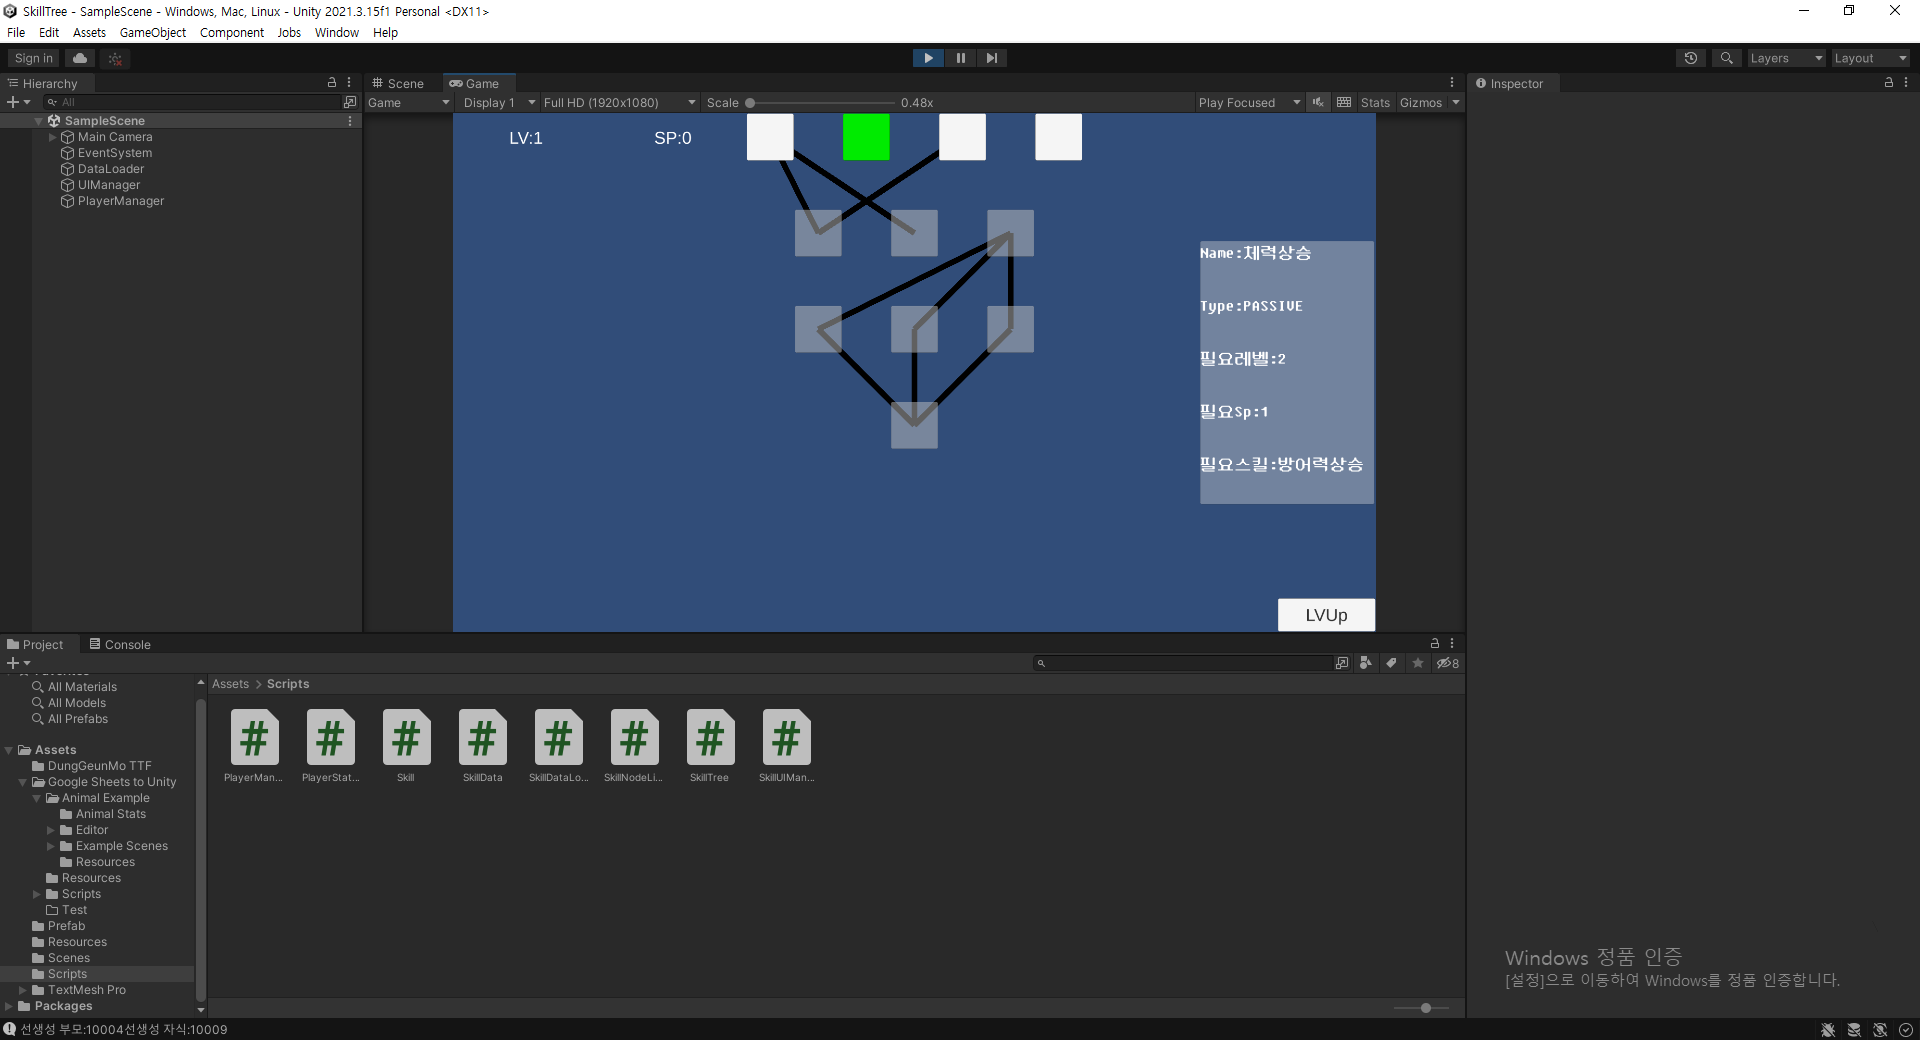 SkillTree - SampleScene - Windows, Mac, Linux - Unity 2021.3.15f1 Personal <DX11>
File Edit Assets GameObject Component Jobs Window Help
Sign in
Layers
Layout
Hierarchy
All
SampleScene
Main Camera
EventSystem
DataLoader
UIManager
PlayerManager
Scene
Game
Game
Display 1
Full HD (1920x1080)
Scale
0.48x
Play Focused
Stats
Gizmos
LV:1
SP:0
Name:체력상승
Type:PASSIVE
필요레벨:2
필요Sp:1
필요스킬:방어력상승
LVUp
Inspector
Project
Console
8
All Materials
All Models
All Prefabs
Assets
DungGeunMo TTF
Google Sheets to Unity
Animal Example
Animal Stats
Editor
Example Scenes
Resources
Resources
Scripts
Test
Prefab
Resources
Scenes
Scripts
TextMesh Pro
Packages
Assets > Scripts
PlayerMan...
PlayerStat...
Skill
SkillData
SkillDataLo...
SkillNodeLi...
SkillTree
SkillUIMan...
Windows 정품 인증
[설정]으로 이동하여 Windows를 정품 인증합니다.
선생성 부모:10004선생성 자식:10009